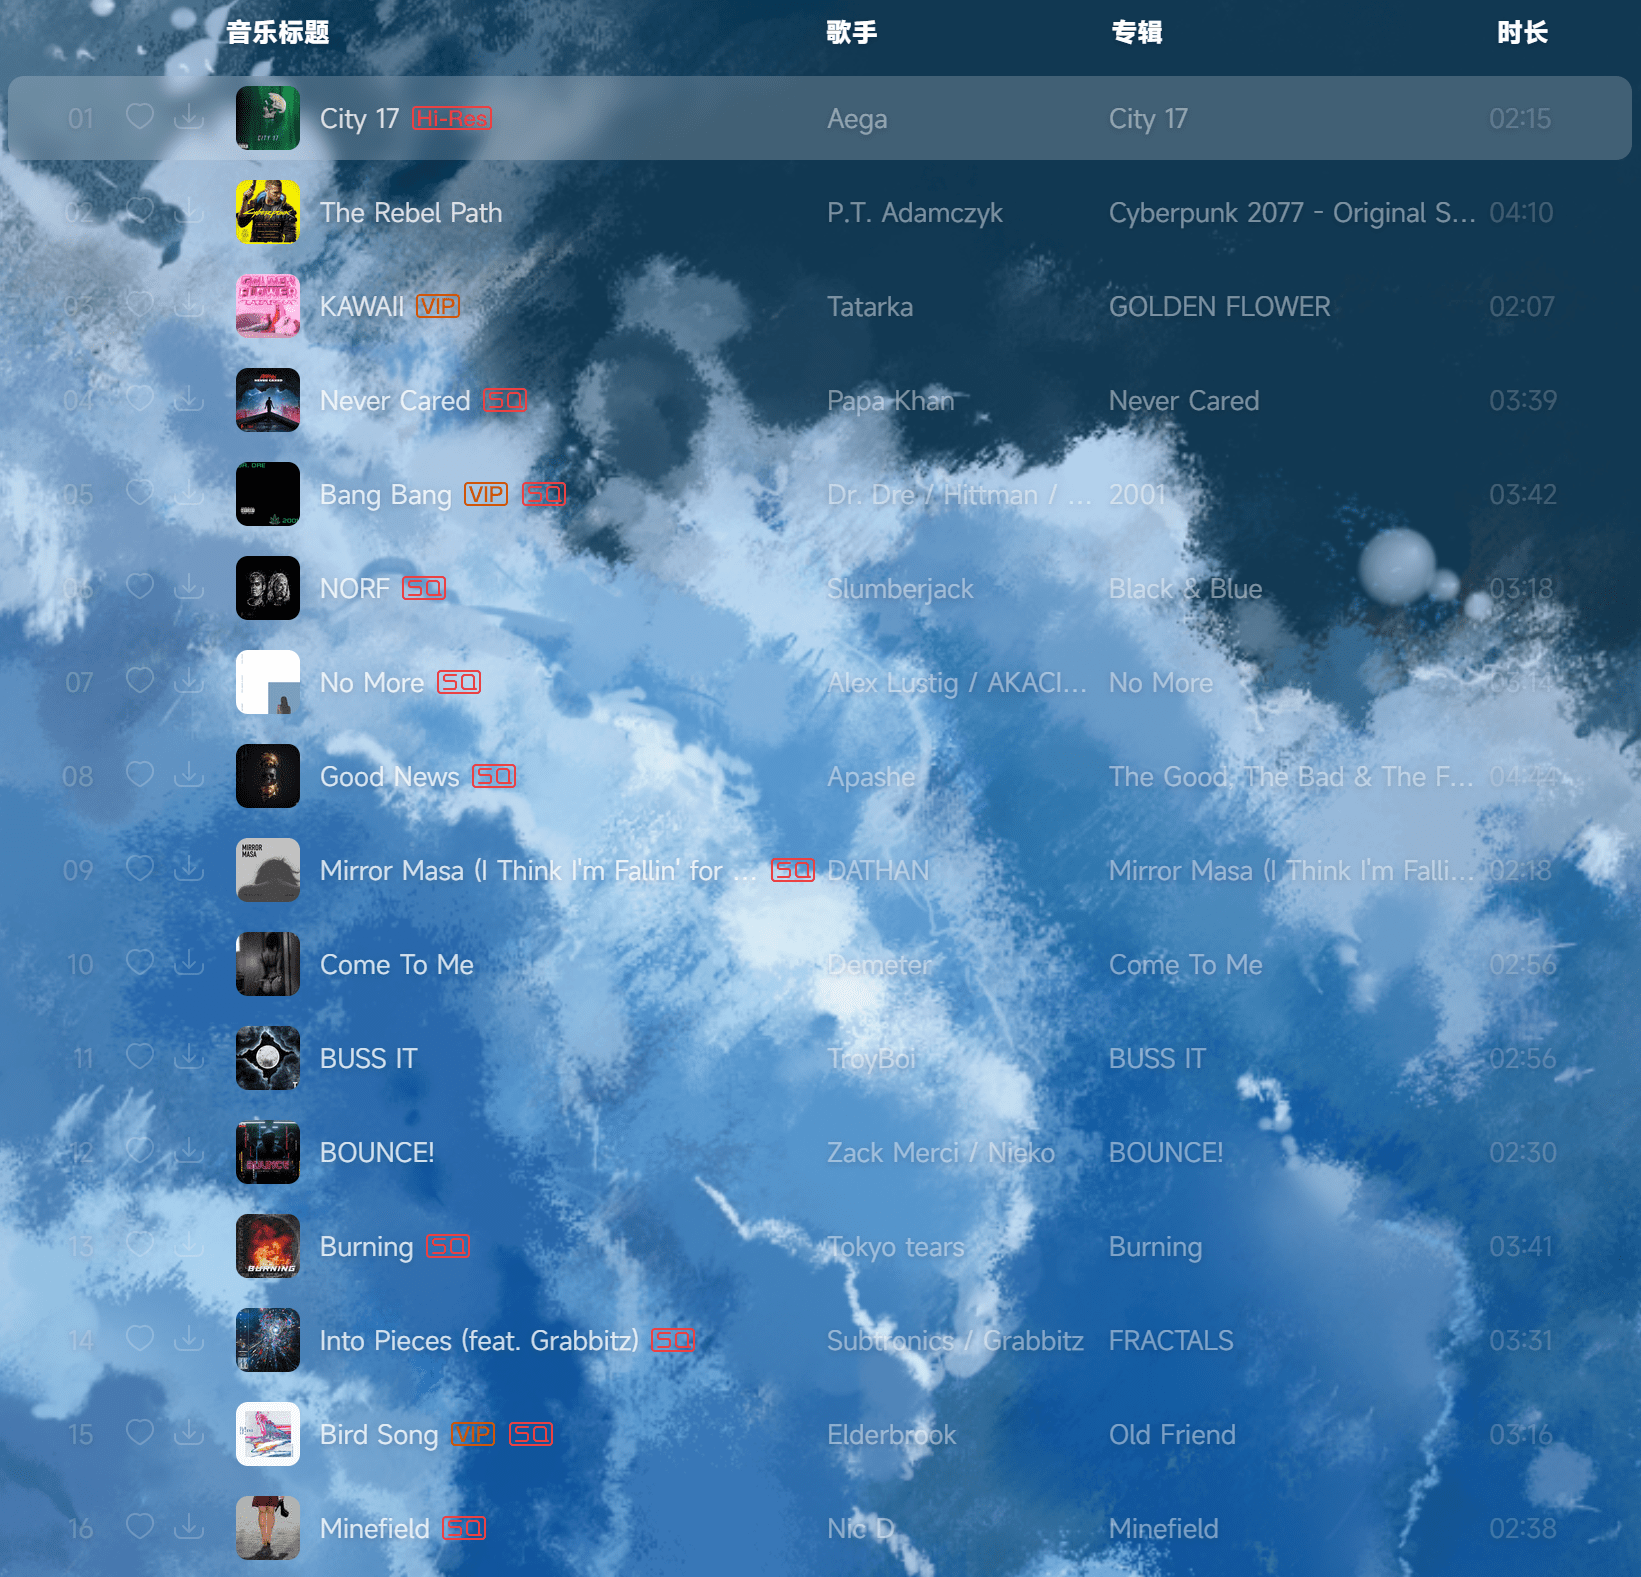 音乐标题 歌手 专辑 时长
01 City 17 Hi-Res Aega City 17 02:15
02 The Rebel Path P.T. Adamczyk Cyberpunk 2077 - Original S... 04:10
03 KAWAII VIP Tatarka GOLDEN FLOWER 02:07
04 Never Cared SQ Papa Khan Never Cared 03:39
05 Bang Bang VIP SQ Dr. Dre / Hittman / ... 2001 03:42
06 NORF SQ Slumberjack Black & Blue 03:18
07 No More SQ Alex Lustig / AKACI... No More 03:14
08 Good News SQ Apashe The Good, The Bad & The F... 04:44
MIRROR
MASA
09 Mirror Masa (I Think I'm Fallin' for ... SQ DATHAN Mirror Masa (I Think I'm Falli... 02:18
10 Come To Me Demeter Come To Me 02:56
11 BUSS IT TroyBoi BUSS IT 02:56
12 BOUNCE! Zack Merci / Nieko BOUNCE! 02:30
13 Burning SQ Tokyo tears Burning 03:41
BURNING
14 Into Pieces (feat. Grabbitz) SQ Subtronics / Grabbitz FRACTALS 03:31
15 Bird Song VIP SQ Elderbrook Old Friend 03:16
16 Minefield SQ Nic D Minefield 02:38